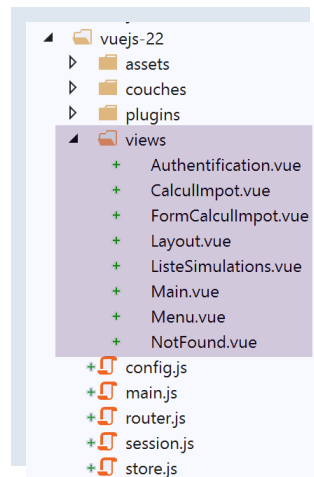 vuejs-22
assets
couches
plugins
views
Authentification.vue
CalculImpot.vue
FormCalculImpot.vue
Layout.vue
ListeSimulations.vue
Main.vue
Menu.vue
NotFound.vue
config.js
main.js
router.js
session.js
store.js